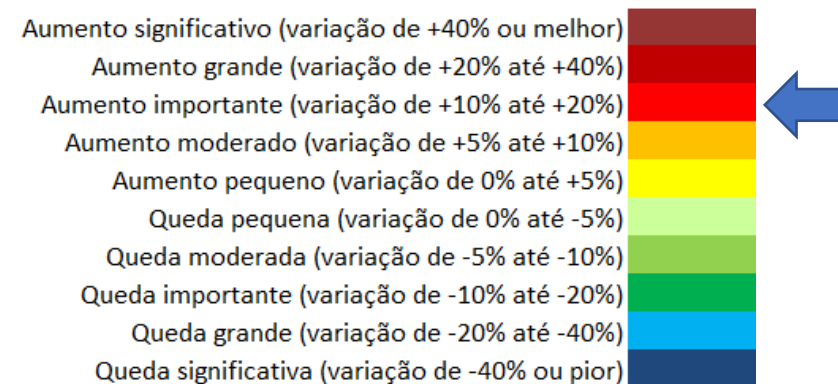 Aumento significativo (variação de +40% ou melhor)
Aumento grande (variação de +20% até +40%)
Aumento importante (variação de +10% até +20%)
Aumento moderado (variação de +5% até +10%)
Aumento pequeno (variação de 0% até +5%)
Queda pequena (variação de 0% até -5%)
Queda moderada (variação de -5% até -10%)
Queda importante (variação de -10% até -20%)
Queda grande (variação de -20% até -40%)
Queda significativa (variação de -40% ou pior)